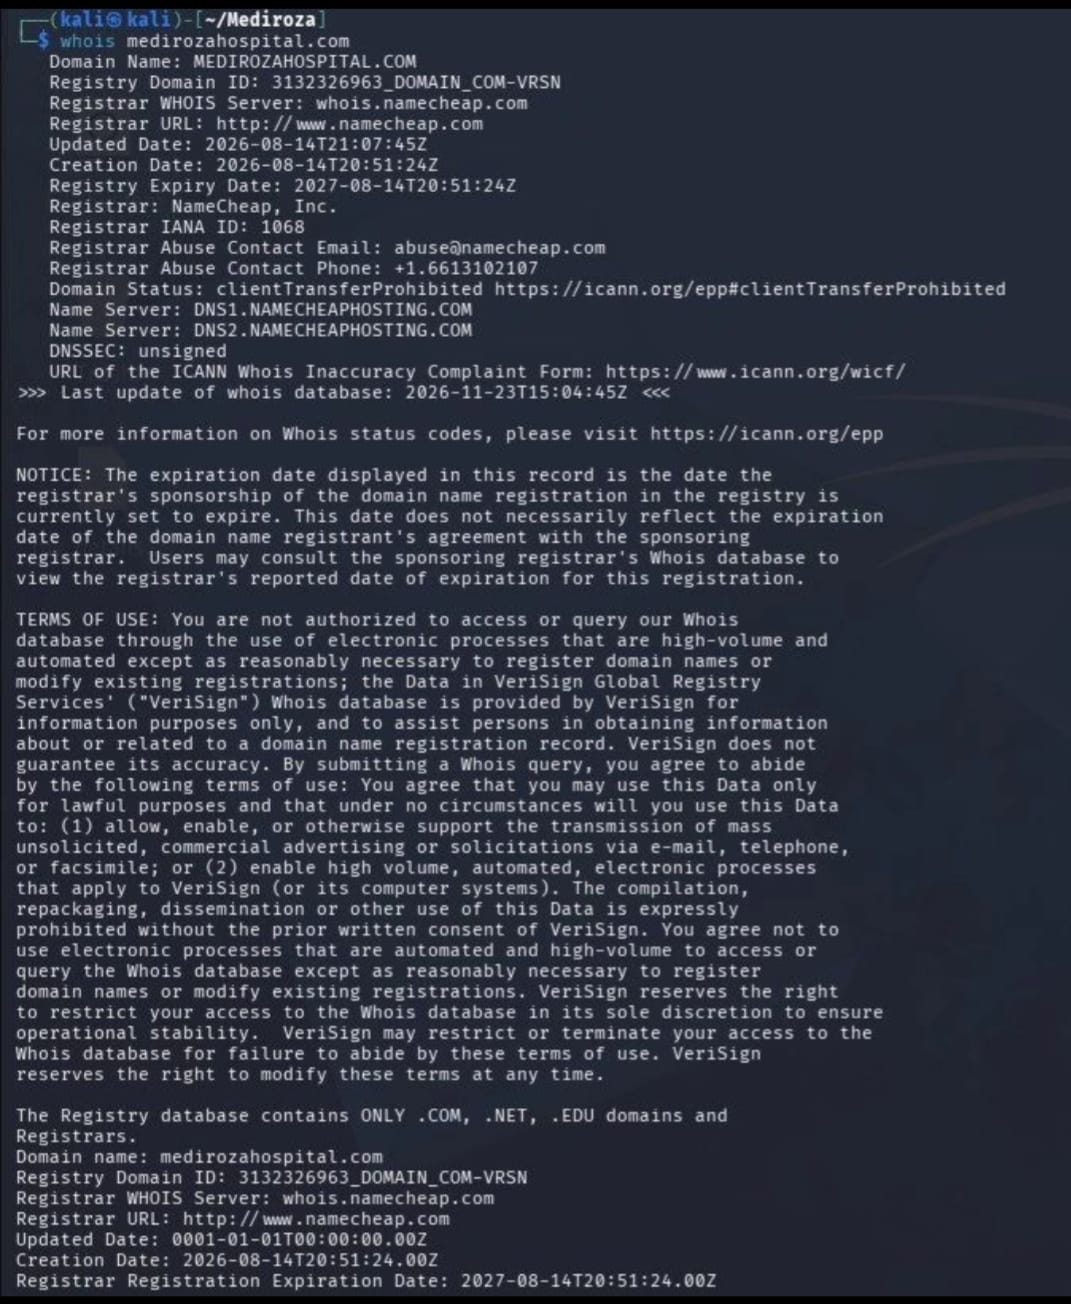 ┌──(kali㉿kali)-[~/Mediroza]
└─$ whois medirozahospital.com
Domain Name: MEDIROZAHOSPITAL.COM
Registry Domain ID: 3132326963_DOMAIN_COM-VRSN
Registrar WHOIS Server: whois.namecheap.com
Registrar URL: http://www.namecheap.com
Updated Date: 2026-08-14T21:07:45Z
Creation Date: 2026-08-14T20:51:24Z
Registry Expiry Date: 2027-08-14T20:51:24Z
Registrar: NameCheap, Inc.
Registrar IANA ID: 1068
Registrar Abuse Contact Email: abuse@namecheap.com
Registrar Abuse Contact Phone: +1.6613102107
Domain Status: clientTransferProhibited https://icann.org/epp#clientTransferProhibited
Name Server: DNS1.NAMECHEAPHOSTING.COM
Name Server: DNS2.NAMECHEAPHOSTING.COM
DNSSEC: unsigned
URL of the ICANN Whois Inaccuracy Complaint Form: https://www.icann.org/wicf/
>>> Last update of whois database: 2026-11-23T15:04:45Z <<<
For more information on Whois status codes, please visit https://icann.org/epp
NOTICE: The expiration date displayed in this record is the date the
registrar's sponsorship of the domain name registration in the registry is
currently set to expire. This date does not necessarily reflect the expiration
date of the domain name registrant's agreement with the sponsoring
registrar.  Users may consult the sponsoring registrar's Whois database to
view the registrar's reported date of expiration for this registration.
TERMS OF USE: You are not authorized to access or query our Whois
database through the use of electronic processes that are high-volume and
automated except as reasonably necessary to register domain names or
modify existing registrations; the Data in VeriSign Global Registry
Services' ("VeriSign") Whois database is provided by VeriSign for
information purposes only, and to assist persons in obtaining information
about or related to a domain name registration record. VeriSign does not
guarantee its accuracy. By submitting a Whois query, you agree to abide
by the following terms of use: You agree that you may use this Data only
for lawful purposes and that under no circumstances will you use this Data
to: (1) allow, enable, or otherwise support the transmission of mass
unsolicited, commercial advertising or solicitations via e-mail, telephone,
or facsimile; or (2) enable high volume, automated, electronic processes
that apply to VeriSign (or its computer systems). The compilation,
repackaging, dissemination or other use of this Data is expressly
prohibited without the prior written consent of VeriSign. You agree not to
use electronic processes that are automated and high-volume to access or
query the Whois database except as reasonably necessary to register
domain names or modify existing registrations. VeriSign reserves the right
to restrict your access to the Whois database in its sole discretion to ensure
operational stability.  VeriSign may restrict or terminate your access to the
Whois database for failure to abide by these terms of use. VeriSign
reserves the right to modify these terms at any time.
The Registry database contains ONLY .COM, .NET, .EDU domains and
Registrars.
Domain name: medirozahospital.com
Registry Domain ID: 3132326963_DOMAIN_COM-VRSN
Registrar WHOIS Server: whois.namecheap.com
Registrar URL: http://www.namecheap.com
Updated Date: 0001-01-01T00:00:00.00Z
Creation Date: 2026-08-14T20:51:24.00Z
Registrar Registration Expiration Date: 2027-08-14T20:51:24.00Z